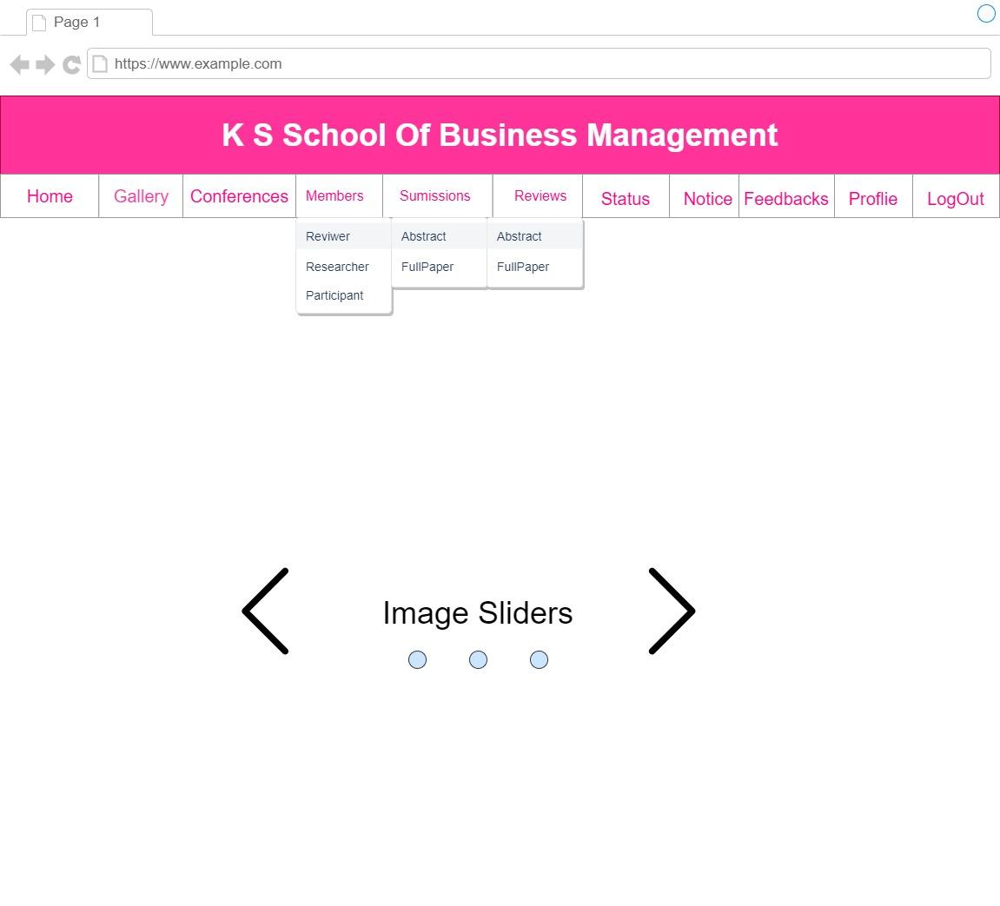 Page 1
https://www.example.com
K S School Of Business Management
Home Gallery Conferences Members Sumissions Reviews Status Notice Feedbacks Proflie LogOut
Reviwer Abstract Abstract
Researcher FullPaper FullPaper
Participant
Image Sliders